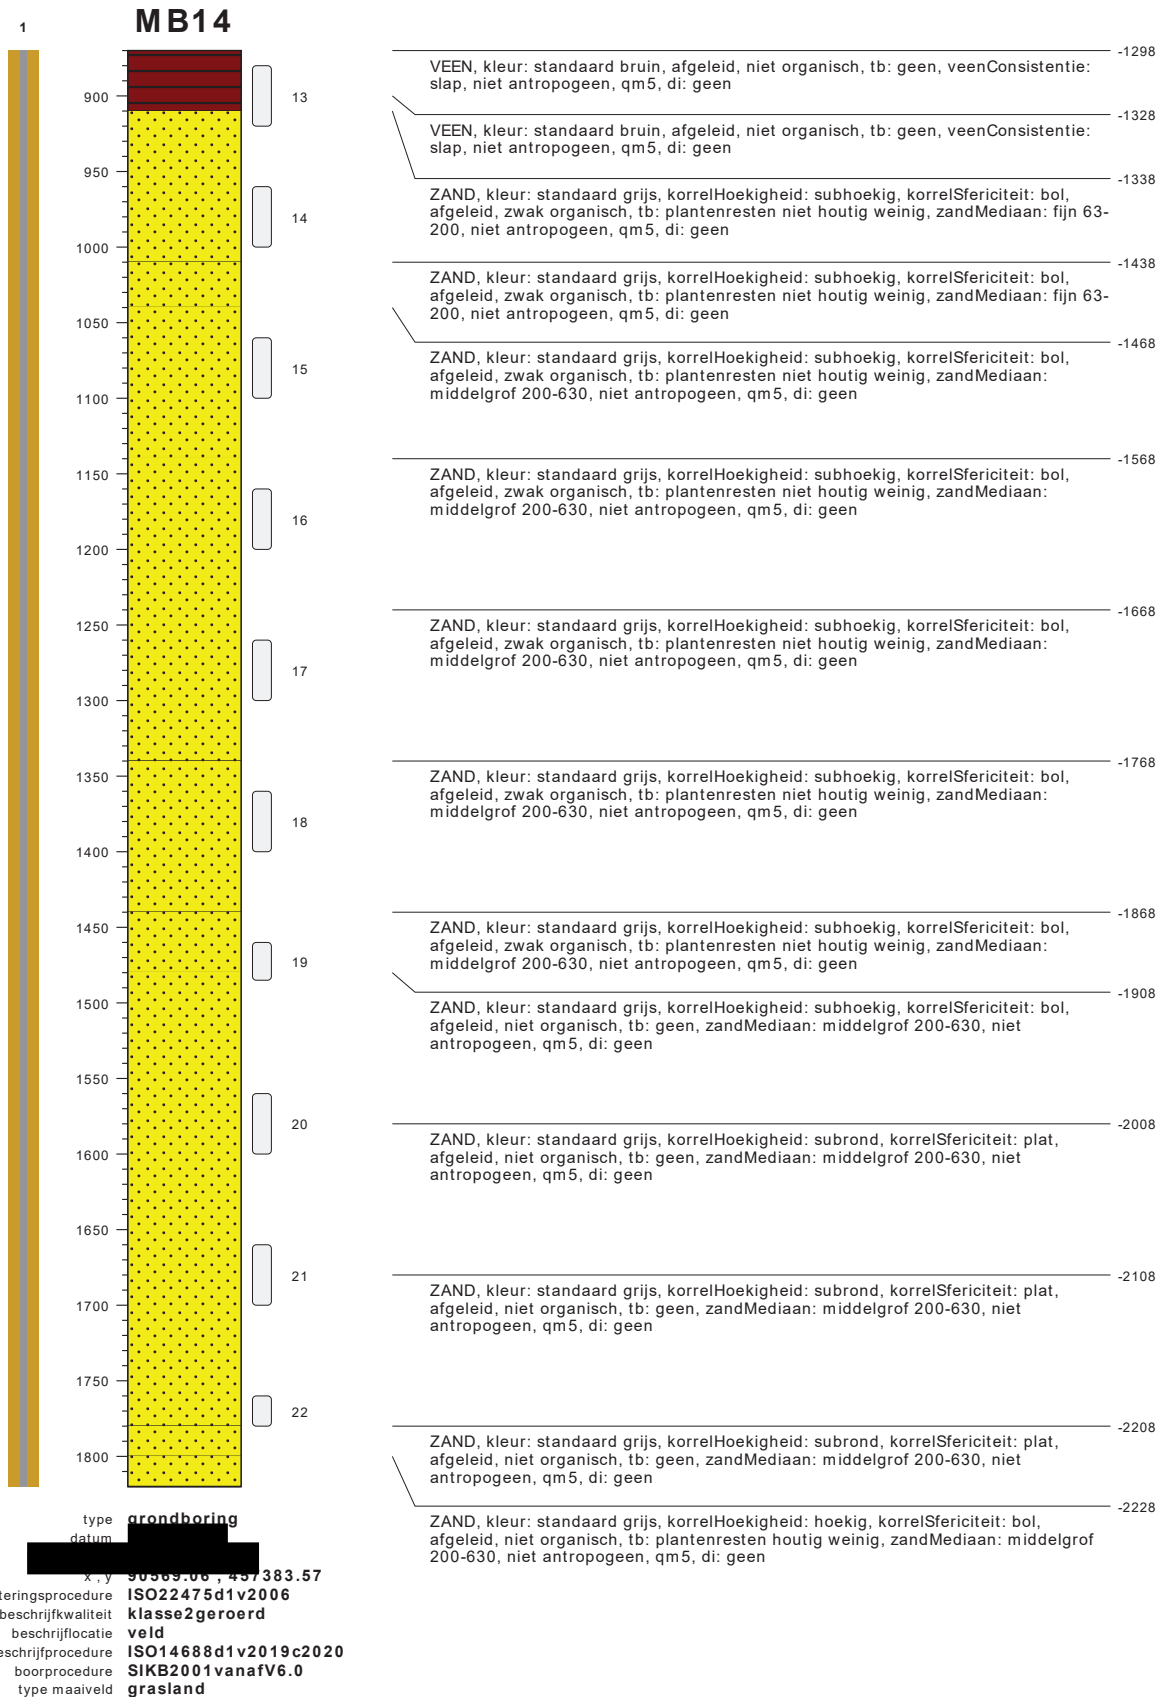 1
MB14
900
950
1000
1050
1100
1150
1200
1250
1300
1350
1400
1450
1500
1550
1600
1650
1700
1750
1800
13
14
15
16
17
18
19
20
21
22
-1298
VEEN, kleur: standaard bruin, afgeleid, niet organisch, tb: geen, veenConsistentie:
slap, niet antropogeen, qm5, di: geen
-1328
VEEN, kleur: standaard bruin, afgeleid, niet organisch, tb: geen, veenConsistentie:
slap, niet antropogeen, qm5, di: geen
-1338
ZAND, kleur: standaard grijs, korrelHoekigheid: subhoekig, korrelSfericiteit: bol,
afgeleid, zwak organisch, tb: plantenresten niet houtig weinig, zandMediaan: fijn 63-
200, niet antropogeen, qm5, di: geen
-1438
ZAND, kleur: standaard grijs, korrelHoekigheid: subhoekig, korrelSfericiteit: bol,
afgeleid, zwak organisch, tb: plantenresten niet houtig weinig, zandMediaan: fijn 63-
200, niet antropogeen, qm5, di: geen
-1468
ZAND, kleur: standaard grijs, korrelHoekigheid: subhoekig, korrelSfericiteit: bol,
afgeleid, zwak organisch, tb: plantenresten niet houtig weinig, zandMediaan:
middelgrof 200-630, niet antropogeen, qm5, di: geen
-1568
ZAND, kleur: standaard grijs, korrelHoekigheid: subhoekig, korrelSfericiteit: bol,
afgeleid, zwak organisch, tb: plantenresten niet houtig weinig, zandMediaan:
middelgrof 200-630, niet antropogeen, qm5, di: geen
-1668
ZAND, kleur: standaard grijs, korrelHoekigheid: subhoekig, korrelSfericiteit: bol,
afgeleid, zwak organisch, tb: plantenresten niet houtig weinig, zandMediaan:
middelgrof 200-630, niet antropogeen, qm5, di: geen
-1768
ZAND, kleur: standaard grijs, korrelHoekigheid: subhoekig, korrelSfericiteit: bol,
afgeleid, zwak organisch, tb: plantenresten niet houtig weinig, zandMediaan:
middelgrof 200-630, niet antropogeen, qm5, di: geen
-1868
ZAND, kleur: standaard grijs, korrelHoekigheid: subhoekig, korrelSfericiteit: bol,
afgeleid, zwak organisch, tb: plantenresten niet houtig weinig, zandMediaan:
middelgrof 200-630, niet antropogeen, qm5, di: geen
-1908
ZAND, kleur: standaard grijs, korrelHoekigheid: subhoekig, korrelSfericiteit: bol,
afgeleid, niet organisch, tb: geen, zandMediaan: middelgrof 200-630, niet
antropogeen, qm5, di: geen
-2008
ZAND, kleur: standaard grijs, korrelHoekigheid: subrond, korrelSfericiteit: plat,
afgeleid, niet organisch, tb: geen, zandMediaan: middelgrof 200-630, niet
antropogeen, qm5, di: geen
-2108
ZAND, kleur: standaard grijs, korrelHoekigheid: subrond, korrelSfericiteit: plat,
afgeleid, niet organisch, tb: geen, zandMediaan: middelgrof 200-630, niet
antropogeen, qm5, di: geen
-2208
ZAND, kleur: standaard grijs, korrelHoekigheid: subrond, korrelSfericiteit: plat,
afgeleid, niet organisch, tb: geen, zandMediaan: middelgrof 200-630, niet
antropogeen, qm5, di: geen
-2228
ZAND, kleur: standaard grijs, korrelHoekigheid: hoekig, korrelSfericiteit: bol,
afgeleid, niet organisch, tb: plantenresten houtig weinig, zandMediaan: middelgrof
200-630, niet antropogeen, qm5, di: geen
type grondboring
datum
x , y 90569.06 , 457383.57
teringsprocedure ISO22475d1v2006
beschrijfkwaliteit klasse2geroerd
beschrijflocatie veld
eschrijfprocedure ISO14688d1v2019c2020
boorprocedure SIKB2001vanafV6.0
type maaiveld grasland